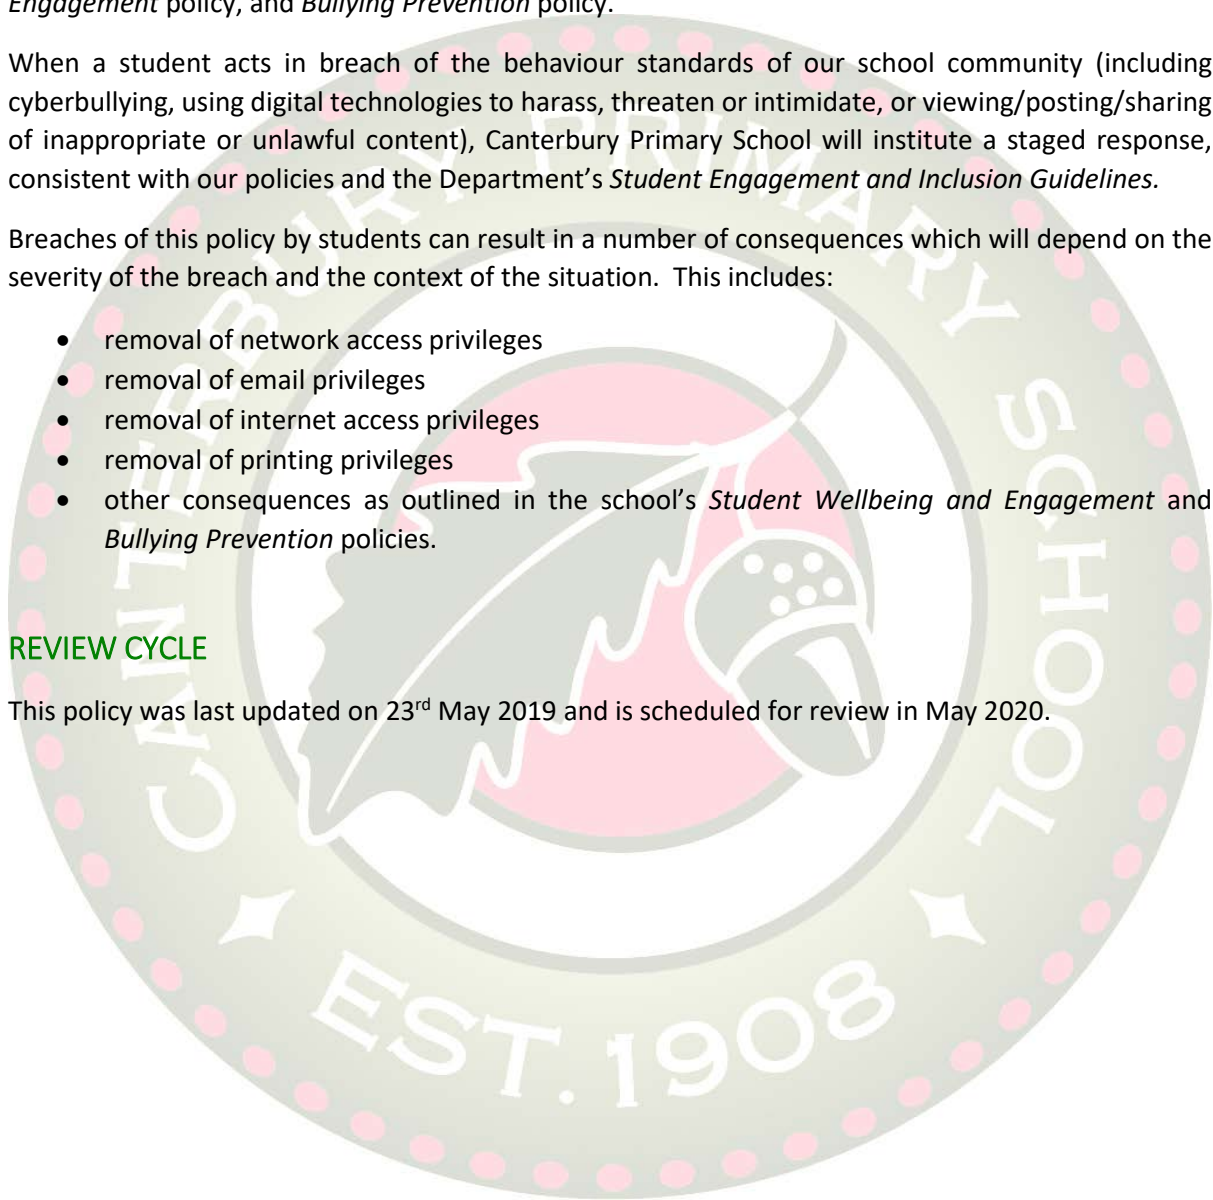 Engagement policy, and Bullying Prevention policy.
When a student acts in breach of the behaviour standards of our school community (including
cyberbullying, using digital technologies to harass, threaten or intimidate, or viewing/posting/sharing
of inappropriate or unlawful content), Canterbury Primary School will institute a staged response,
consistent with our policies and the Department’s Student Engagement and Inclusion Guidelines.
Breaches of this policy by students can result in a number of consequences which will depend on the
severity of the breach and the context of the situation.  This includes:
• removal of network access privileges
• removal of email privileges
• removal of internet access privileges
• removal of printing privileges
• other consequences as outlined in the school’s Student Wellbeing and Engagement and
Bullying Prevention policies.
REVIEW CYCLE
This policy was last updated on 23rd May 2019 and is scheduled for review in May 2020.
CANTERBURY PRIMARY SCHOOL
EST. 1908